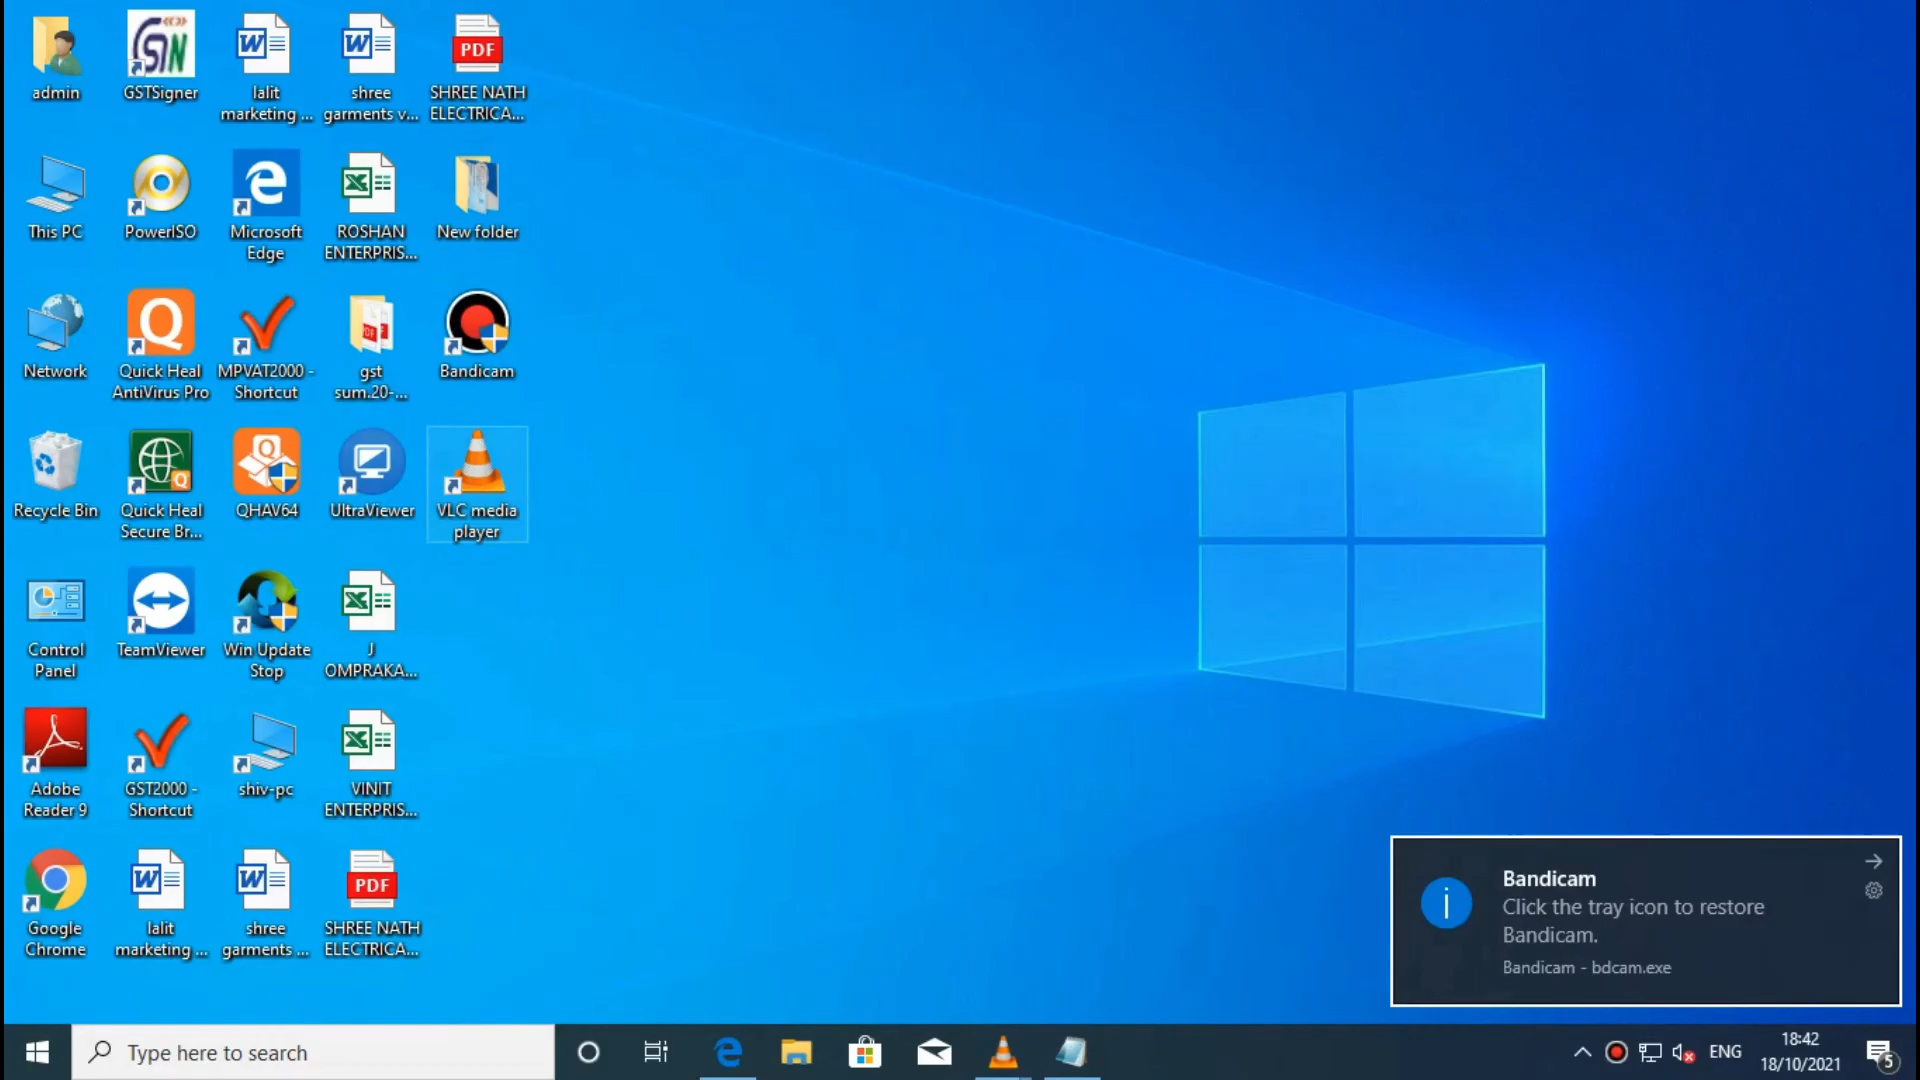 admin
GSTSigner
lalit
marketing ...
shree
garments v...
PDF
SHREE NATH
ELECTRICA...
This PC
PowerISO
Microsoft
Edge
ROSHAN
ENTERPRIS...
New folder
Network
Quick Heal
AntiVirus Pro
MPVAT2000 -
Shortcut
gst
sum.20-...
Bandicam
Recycle Bin
Quick Heal
Secure Br...
QHAV64
UltraViewer
VLC media
player
Control
Panel
TeamViewer
Win Update
Stop
J
OMPRAKA...
Adobe
Reader 9
GST2000 -
Shortcut
shiv-pc
VINIT
ENTERPRIS...
Google
Chrome
lalit
marketing ...
shree
garments ...
PDF
SHREE NATH
ELECTRICA...
Bandicam
Click the tray icon to restore
Bandicam.
Bandicam - bdcam.exe
Type here to search
ENG
18:42
18/10/2021
5